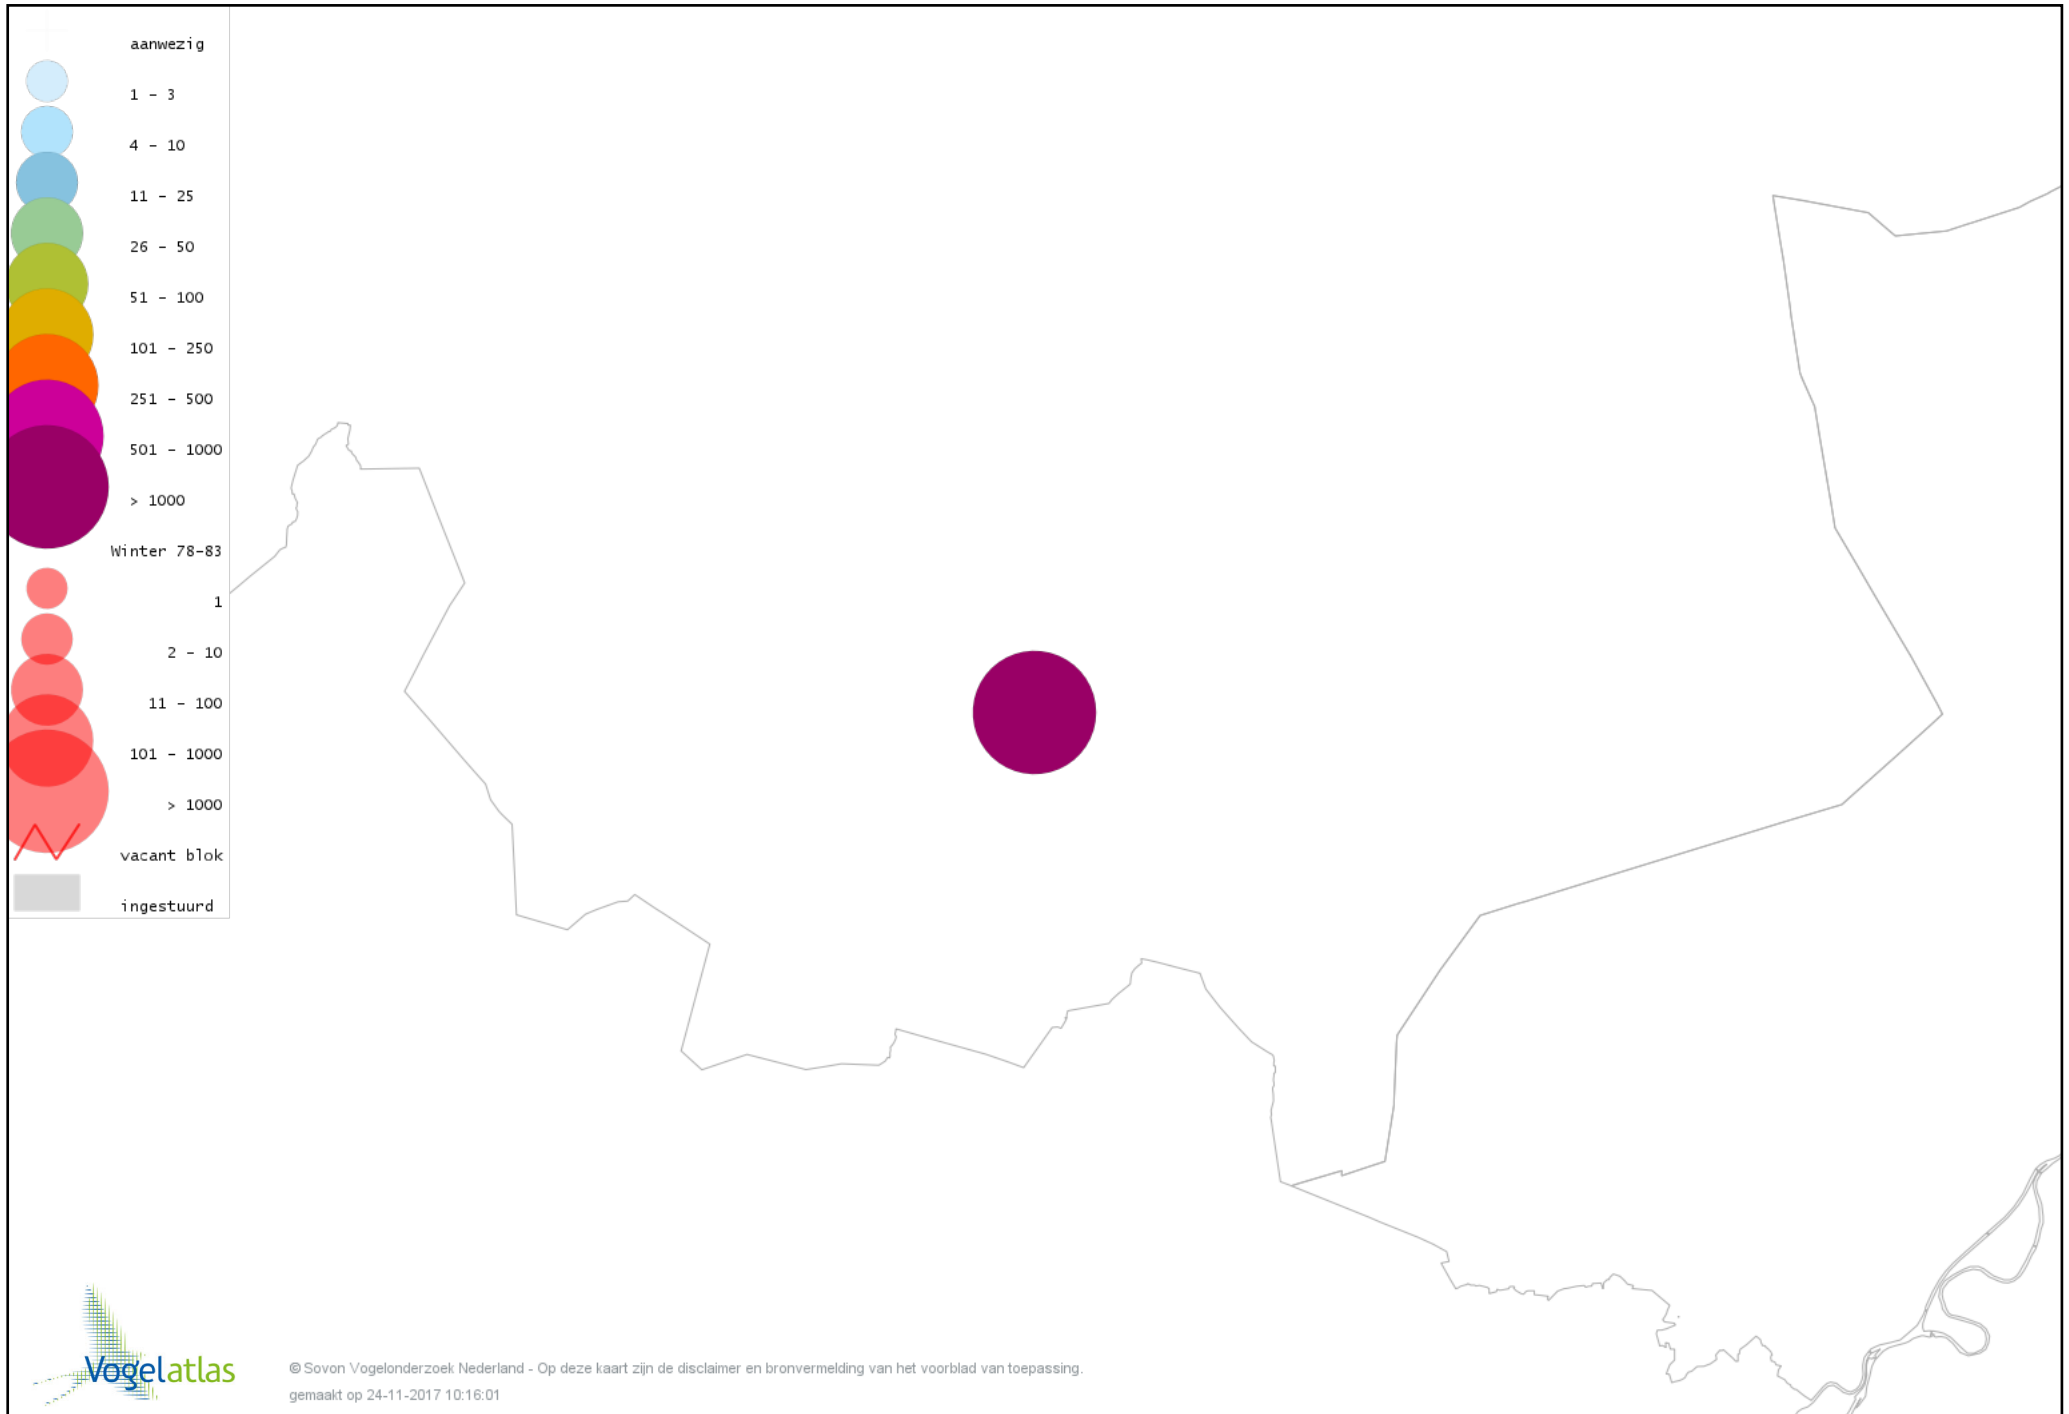 aanwezig
1 - 3
4 - 10
11 - 25
26 - 50
51 - 100
101 - 250
251 - 500
501 - 1000
> 1000
Winter 78-83
1
2 - 10
11 - 100
101 - 1000
> 1000
vacant blok
ingestuurd
Vogelatlas
© Sovon Vogelonderzoek Nederland - Op deze kaart zijn de disclaimer en bronvermelding van het voorblad van toepassing.
gemaakt op 24-11-2017 10:16:01